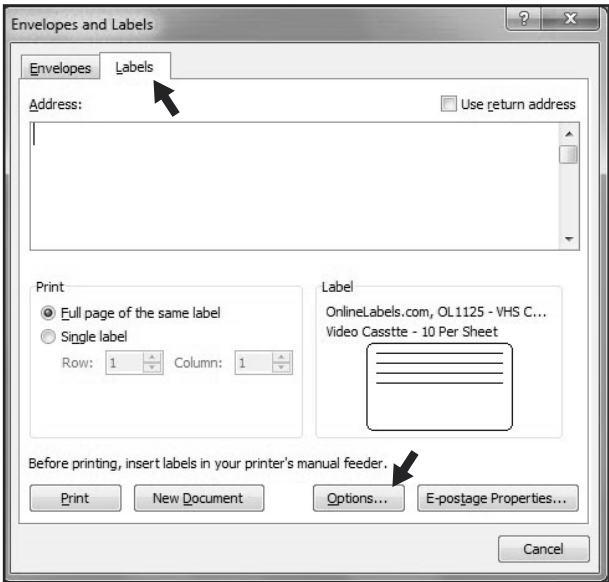 Envelopes and Labels
?
X
Envelopes
Labels
Address:
Use return address
Print
Full page of the same label
Single label
Row: 1 Column: 1
Label
OnlineLabels.com, OL1125 - VHS C...
Video Casstte - 10 Per Sheet
Before printing, insert labels in your printer's manual feeder.
Print New Document Options... E-postage Properties...
Cancel